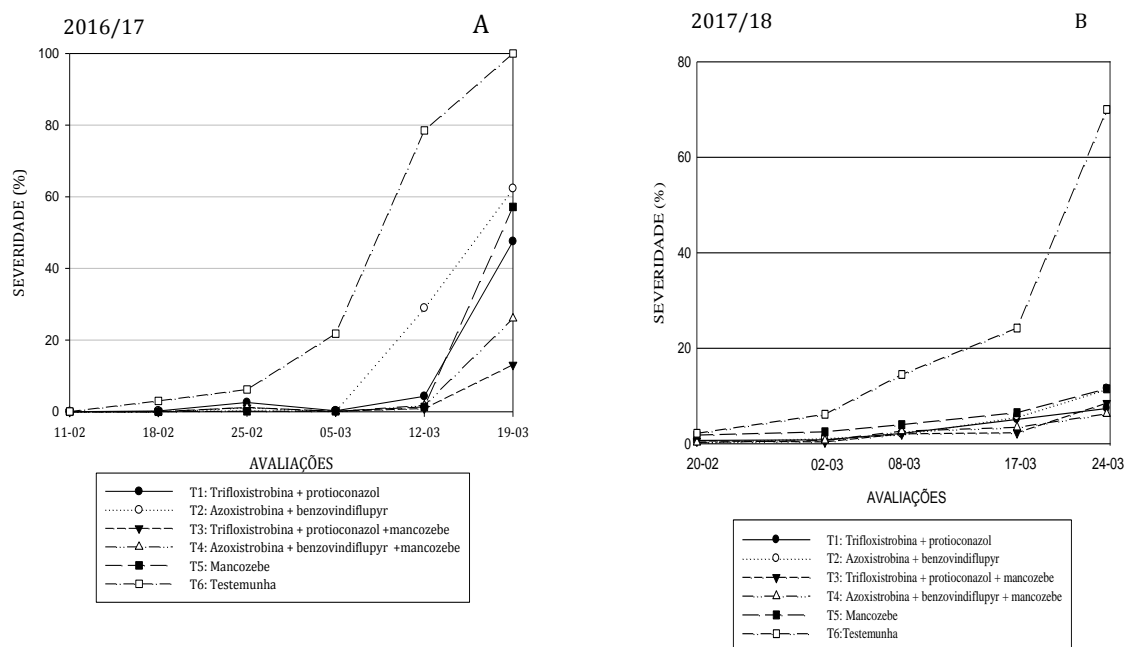 2016/17
A
SEVERIDADE (%)
100
80
60
40
20
0
11-02 18-02 25-02 05-03 12-03 19-03
AVALIAÇÕES
T1: Trifloxistrobina + protioconazol
T2: Azoxistrobina + benzovindiflupyr
T3: Trifloxistrobina + protioconazol +mancozebe
T4: Azoxistrobina + benzovindiflupyr +mancozebe
T5: Mancozebe
T6: Testemunha
2017/18
B
SEVERIDADE (%)
80
60
40
20
0
20-02 02-03 08-03 17-03 24-03
AVALIAÇÕES
T1: Trifloxistrobina + protioconazol
T2: Azoxistrobina + benzovindiflupyr
T3: Trifloxistrobina + protioconazol + mancozebe
T4: Azoxistrobina + benzovindiflupyr + mancozebe
T5: Mancozebe
T6:Testemunha